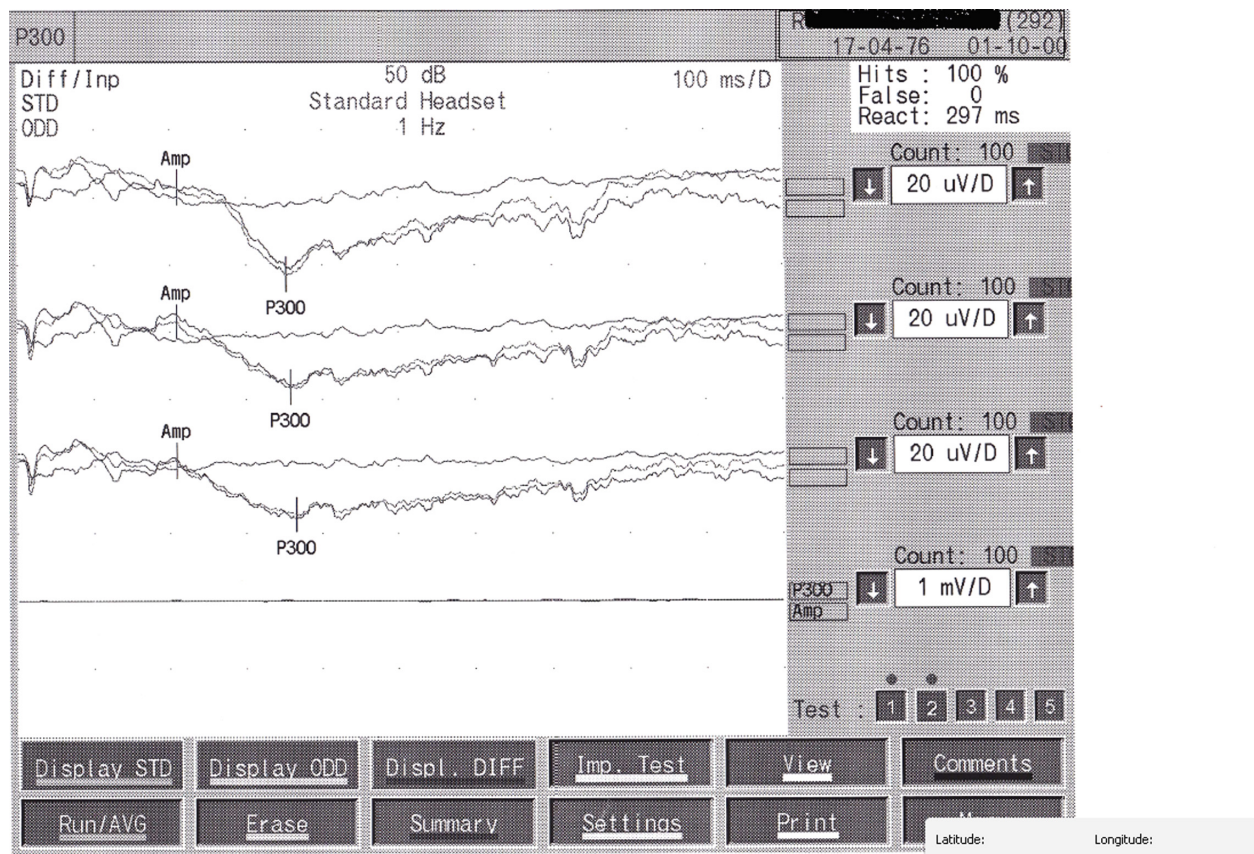 P300
R (292)
17-04-76 01-10-00
Diff/Inp 50 dB 100 ms/D
STD Standard Headset
ODD 1 Hz
Hits : 100 %
False: 0
React: 297 ms
Count: 100
↓ 20 uV/D ↑
Amp
P300
Count: 100
↓ 20 uV/D ↑
Amp
P300
Count: 100
↓ 20 uV/D ↑
Amp
P300
Count: 100
P300 ↓ 1 mV/D ↑
Amp
Test : 1 2 3 4 5
Display STD Display ODD Displ. DIFF Imp. Test View Comments
Run/AVG Erase Summary Settings Print
Latitude: Longitude: